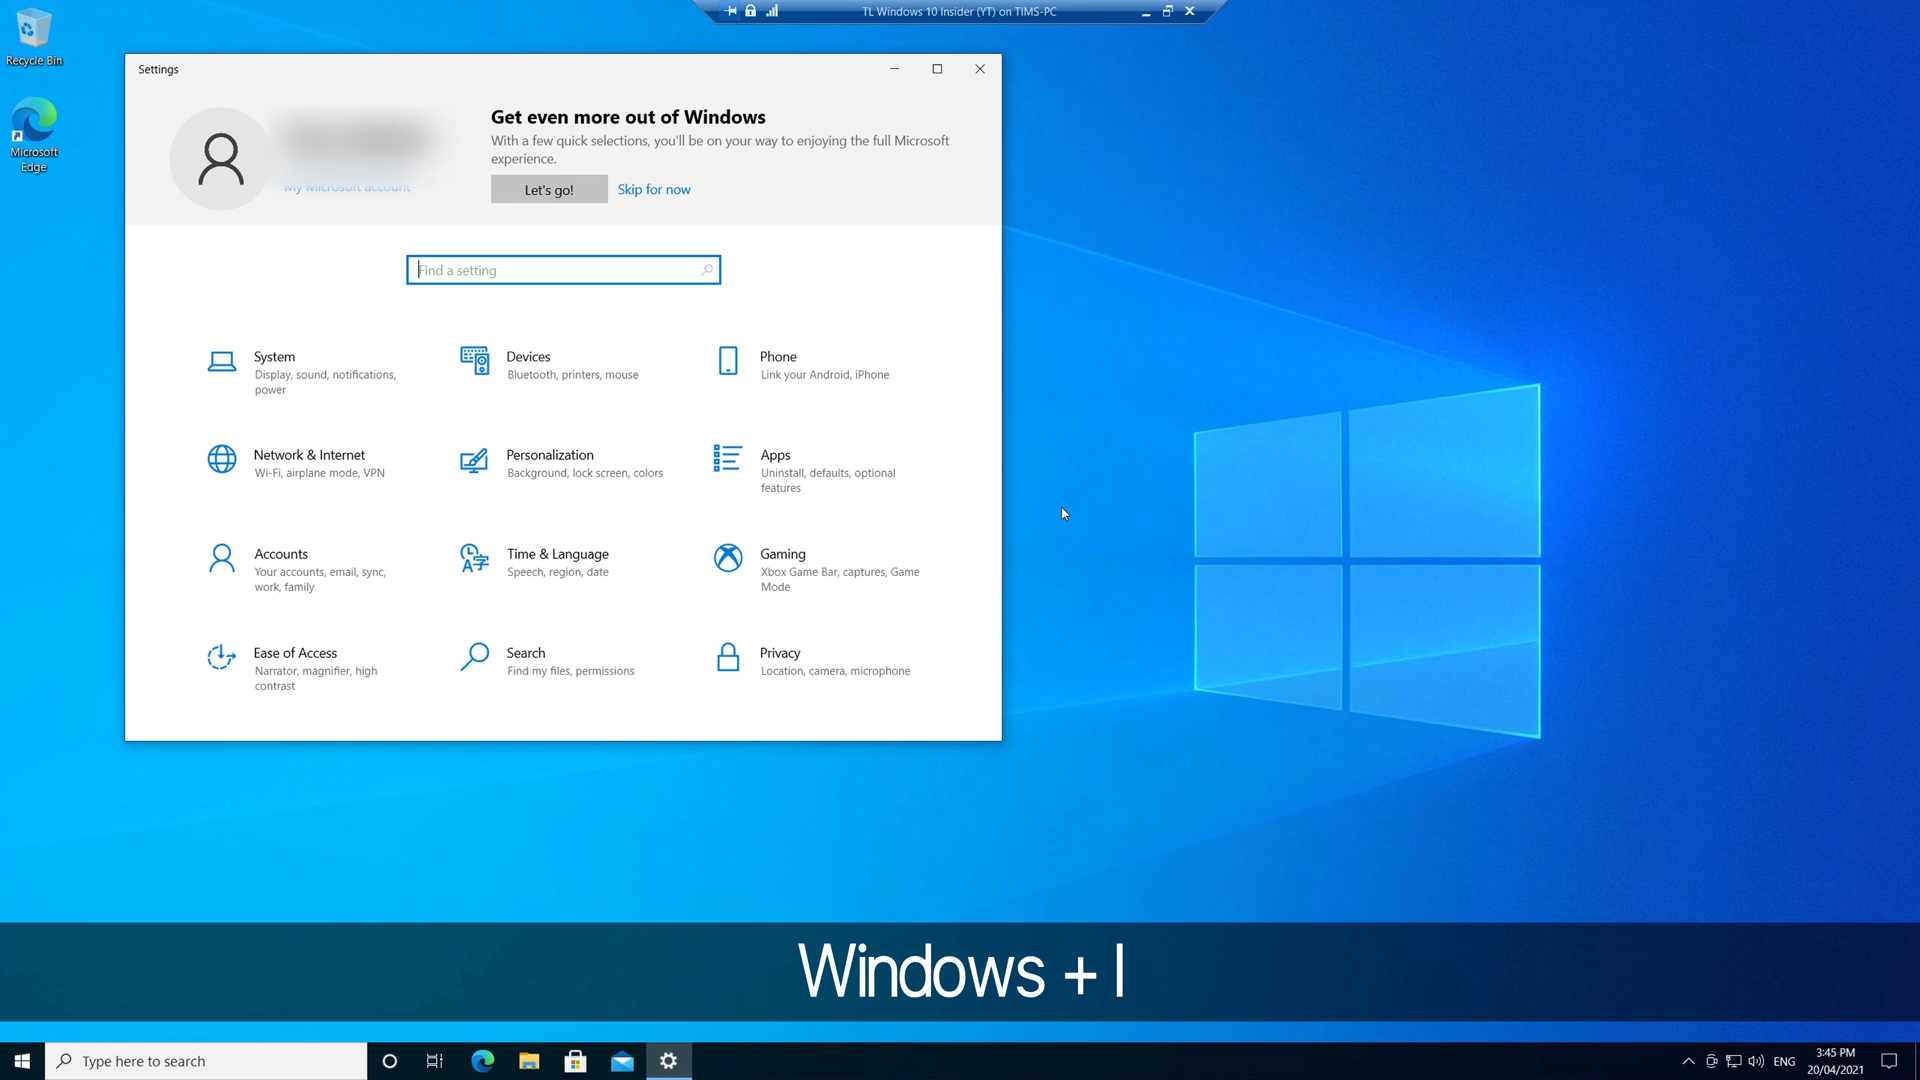 TL Windows 10 Insider (YT) on TIMS-PC
Recycle Bin
Microsoft
Edge
Settings
My Microsoft account
Get even more out of Windows
With a few quick selections, you'll be on your way to enjoying the full Microsoft
experience.
Let's go!
Skip for now
Find a setting
System
Display, sound, notifications,
power
Devices
Bluetooth, printers, mouse
Phone
Link your Android, iPhone
Network & Internet
Wi-Fi, airplane mode, VPN
Personalization
Background, lock screen, colors
Apps
Uninstall, defaults, optional
features
Accounts
Your accounts, email, sync,
work, family
Time & Language
Speech, region, date
Gaming
Xbox Game Bar, captures, Game
Mode
Ease of Access
Narrator, magnifier, high
contrast
Search
Find my files, permissions
Privacy
Location, camera, microphone
Windows + I
Type here to search
ENG
3:45 PM
20/04/2021